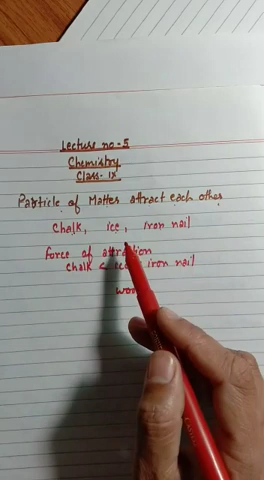 Lecture no-5
Chemistry
Class-IX
Particle of Matter attract each other
Chalk, ice, iron nail
Force of attraction
Chalk < ice iron nail